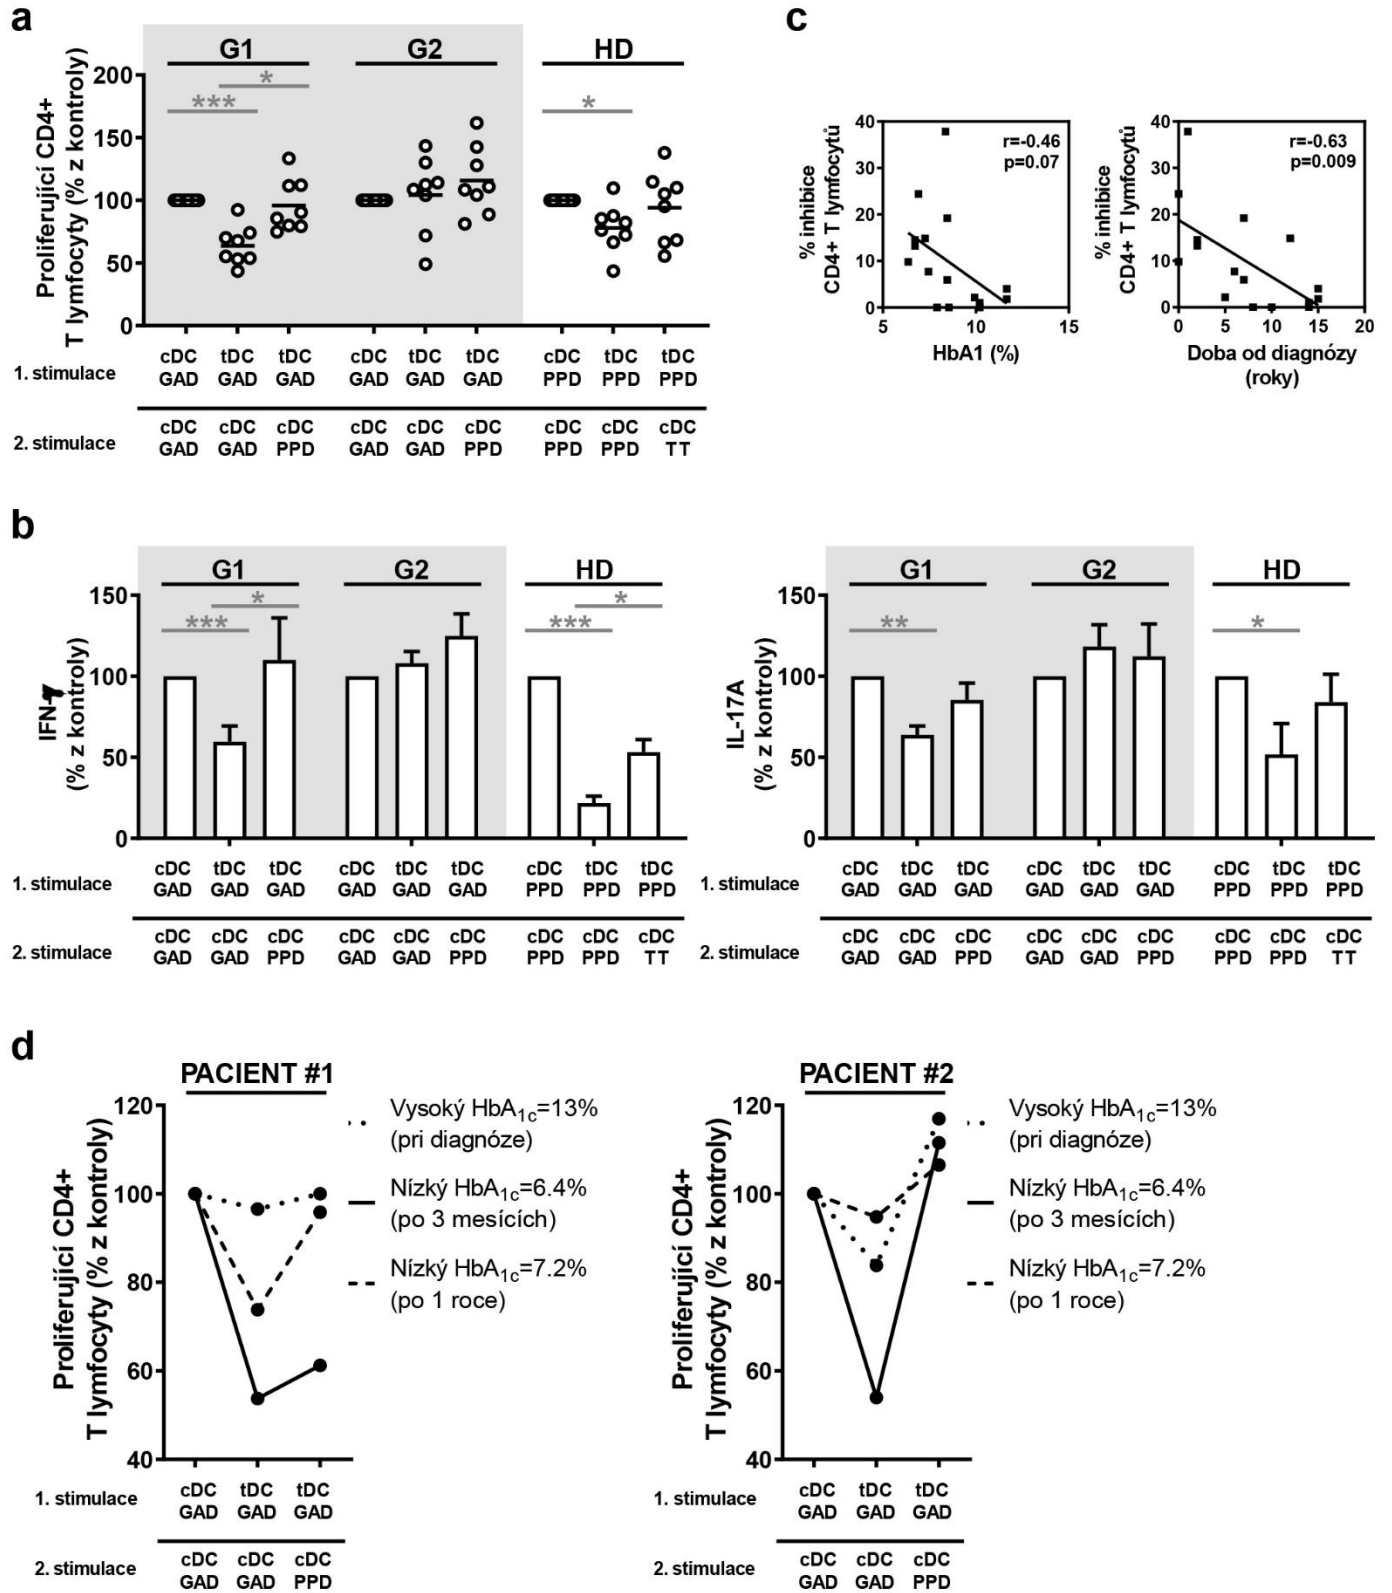 a
G1 G2 HD
* *** *
Proliferující CD4+
T lymfocyty (% z kontroly)
200
150
100
50
0
cDC tDC tDC cDC tDC tDC cDC tDC tDC
1. stimulace GAD GAD GAD GAD GAD GAD PPD PPD PPD
cDC cDC cDC cDC cDC cDC cDC cDC cDC
2. stimulace GAD GAD PPD GAD GAD PPD PPD PPD TT
c
% inhibice
CD4+ T lymfocytů
40
30
20
10
0
r=-0.46
p=0.07
5 10 15
HbA1 (%)
% inhibice
CD4+ T lymfocytů
40
30
20
10
0
r=-0.63
p=0.009
0 5 10 15 20
Doba od diagnózy
(roky)
b
G1 G2 HD
* *
*** ***
IFN-γ
(% z kontroly)
150
100
50
0
cDC tDC tDC cDC tDC tDC cDC tDC tDC
1. stimulace GAD GAD GAD GAD GAD GAD PPD PPD PPD
cDC cDC cDC cDC cDC cDC cDC cDC cDC
2. stimulace GAD GAD PPD GAD GAD PPD PPD PPD TT
G1 G2 HD
** *
IL-17A
(% z kontroly)
150
100
50
0
cDC tDC tDC cDC tDC tDC cDC tDC tDC
1. stimulace GAD GAD GAD GAD GAD GAD PPD PPD PPD
cDC cDC cDC cDC cDC cDC cDC cDC cDC
2. stimulace GAD GAD PPD GAD GAD PPD PPD PPD TT
d
PACIENT #1
Proliferující CD4+
T lymfocyty (% z kontroly)
120
100
80
60
40
Vysoký HbA1c=13%
(pri diagnóze)
Nízký HbA1c=6.4%
(po 3 mesících)
Nízký HbA1c=7.2%
(po 1 roce)
cDC tDC tDC
1. stimulace GAD GAD GAD
cDC cDC cDC
2. stimulace GAD GAD PPD
PACIENT #2
Proliferující CD4+
T lymfocyty (% z kontroly)
120
100
80
60
40
Vysoký HbA1c=13%
(pri diagnóze)
Nízký HbA1c=6.4%
(po 3 mesících)
Nízký HbA1c=7.2%
(po 1 roce)
cDC tDC tDC
1. stimulace GAD GAD GAD
cDC cDC cDC
2. stimulace GAD GAD PPD